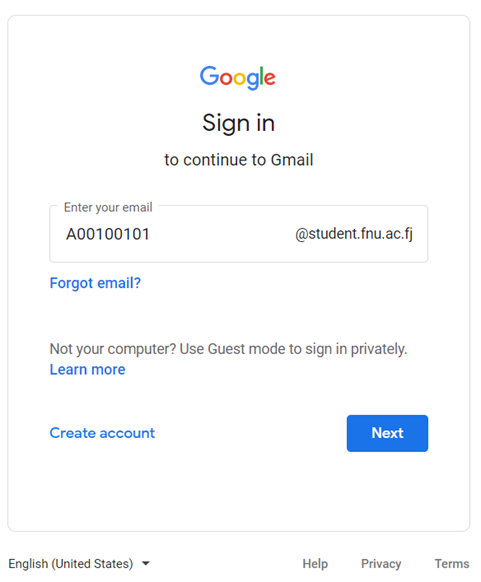 Google
Sign in
to continue to Gmail
Enter your email
A00100101 @student.fnu.ac.fj
Forgot email?
Not your computer? Use Guest mode to sign in privately.
Learn more
Create account Next
English (United States) Help Privacy Terms